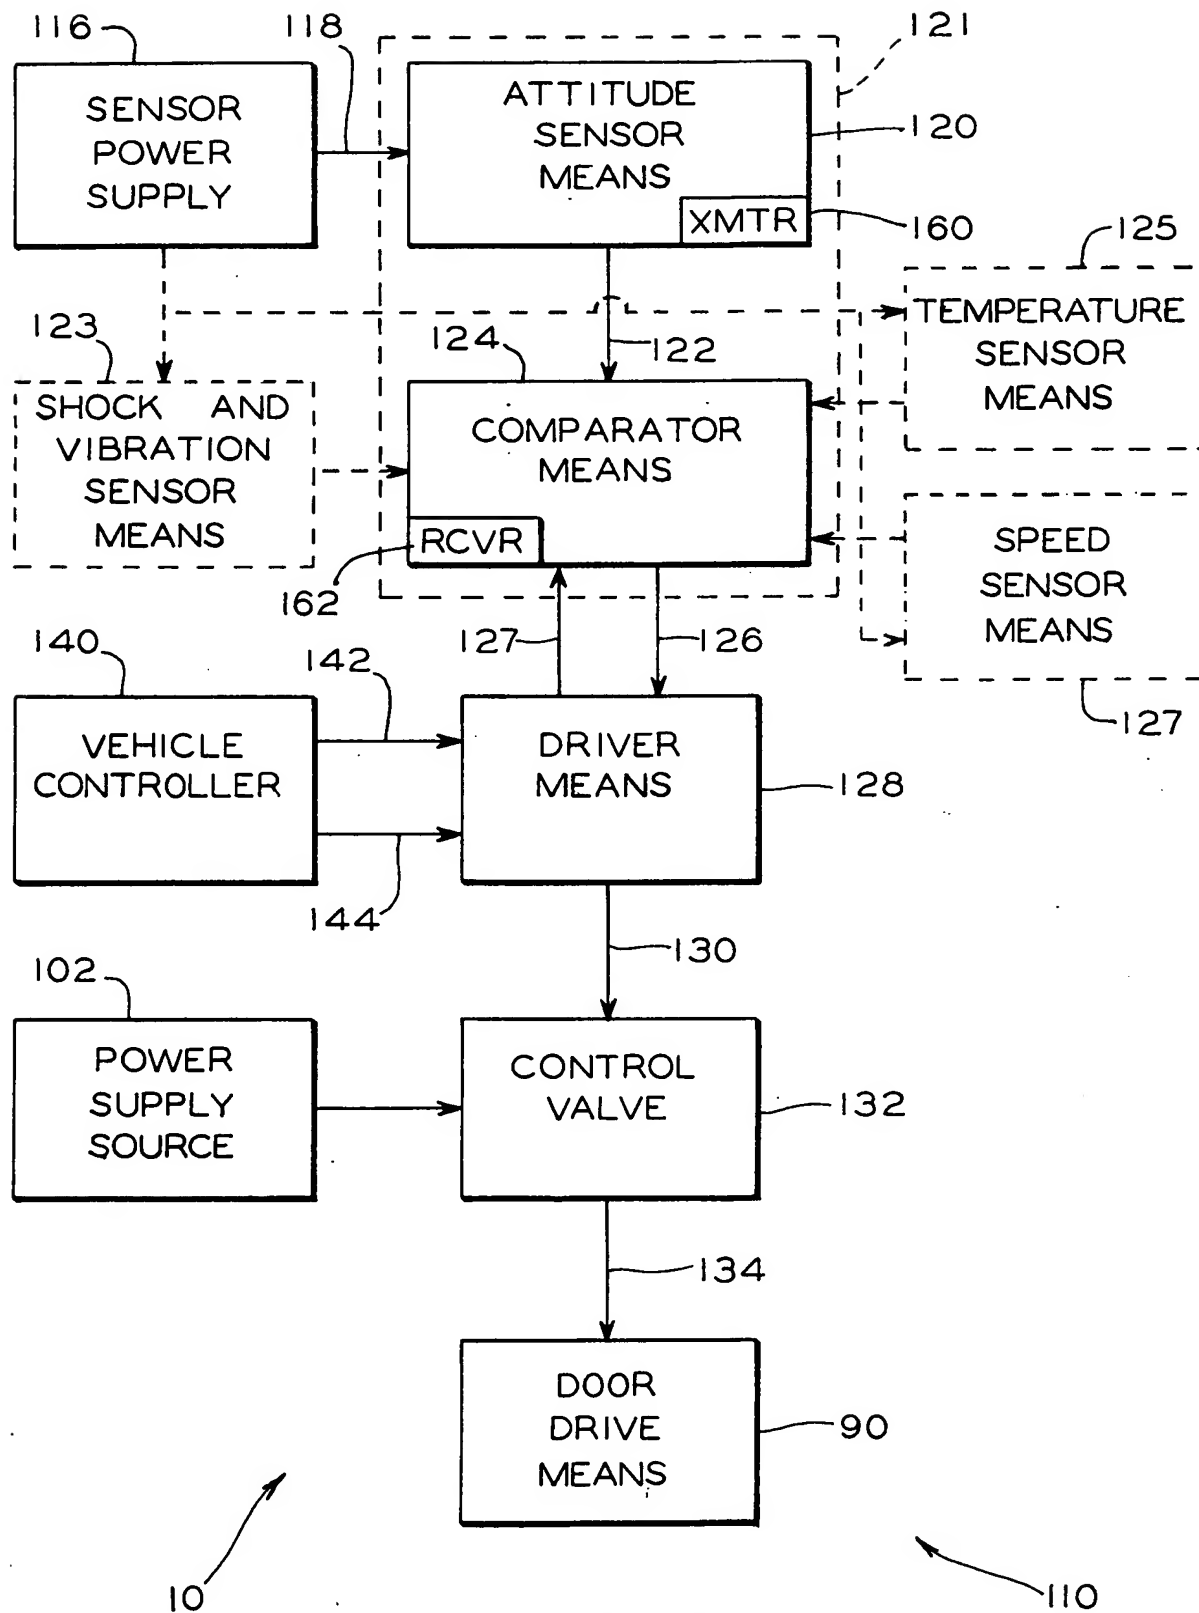 116
118
121
SENSOR
POWER
SUPPLY
ATTITUDE
SENSOR
MEANS
120
XMTR
160
125
123
124
122
TEMPERATURE
SENSOR
MEANS
SHOCK AND
VIBRATION
SENSOR
MEANS
COMPARATOR
MEANS
RCVR
162
SPEED
SENSOR
MEANS
127
140
142
127
126
VEHICLE
CONTROLLER
DRIVER
MEANS
128
144
130
102
POWER
SUPPLY
SOURCE
CONTROL
VALVE
132
134
DOOR
DRIVE
MEANS
90
10
110